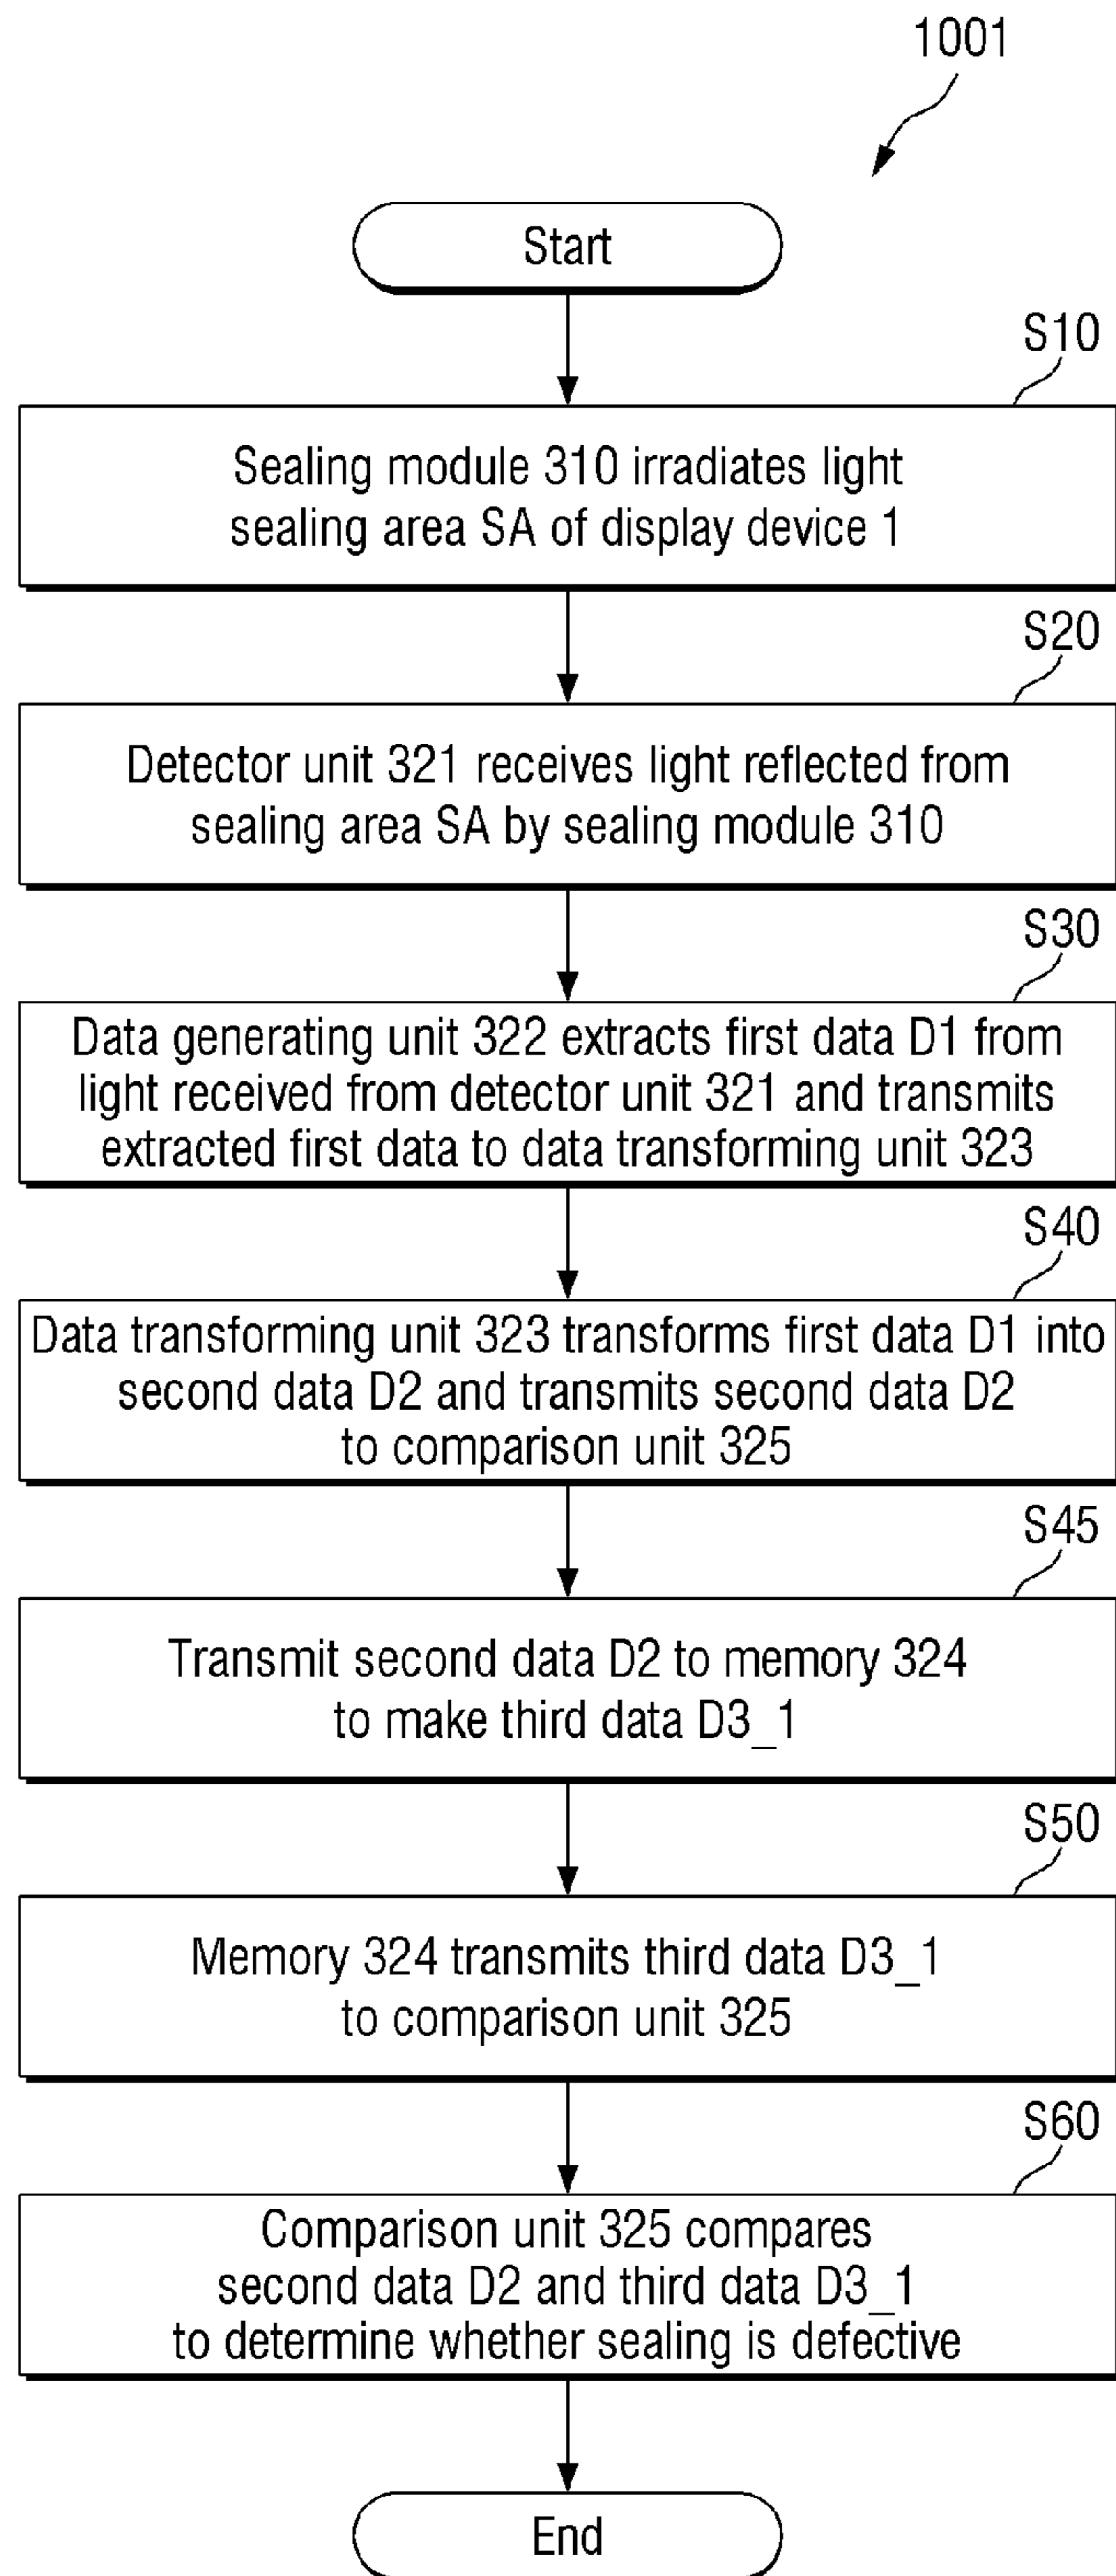 1001
Start
S10
Sealing module 310 irradiates light
sealing area SA of display device 1
S20
Detector unit 321 receives light reflected from
sealing area SA by sealing module 310
S30
Data generating unit 322 extracts first data D1 from
light received from detector unit 321 and transmits
extracted first data to data transforming unit 323
S40
Data transforming unit 323 transforms first data D1 into
second data D2 and transmits second data D2
to comparison unit 325
S45
Transmit second data D2 to memory 324
to make third data D3_1
S50
Memory 324 transmits third data D3_1
to comparison unit 325
S60
Comparison unit 325 compares
second data D2 and third data D3_1
to determine whether sealing is defective
End